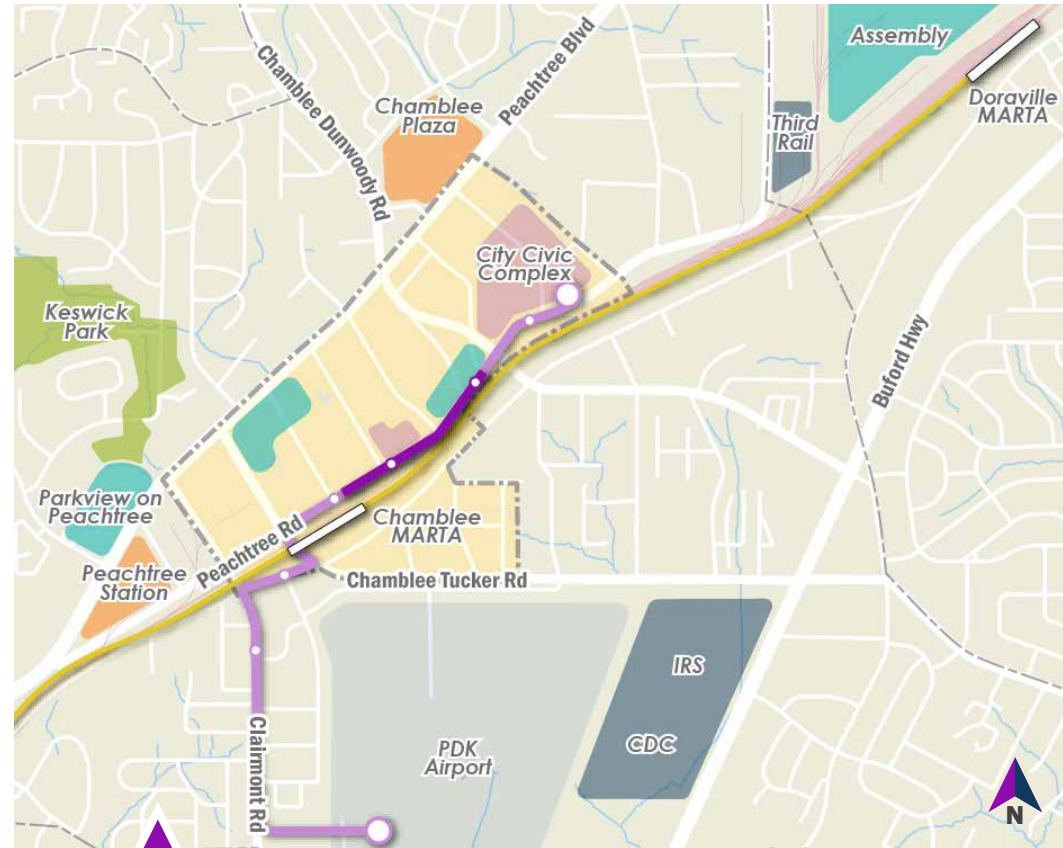 Assembly
Doraville
MARTA
Peachtree Blvd
Chamblee
Plaza
Chamblee Dunwoody Rd
Third
Rail
City Civic
Complex
Keswick
Park
Buford Hwy
Parkview on
Peachtree
Chamblee
MARTA
Peachtree Rd
Peachtree
Station
Chamblee Tucker Rd
IRS
CDC
PDK
Airport
Clairmont Rd
N